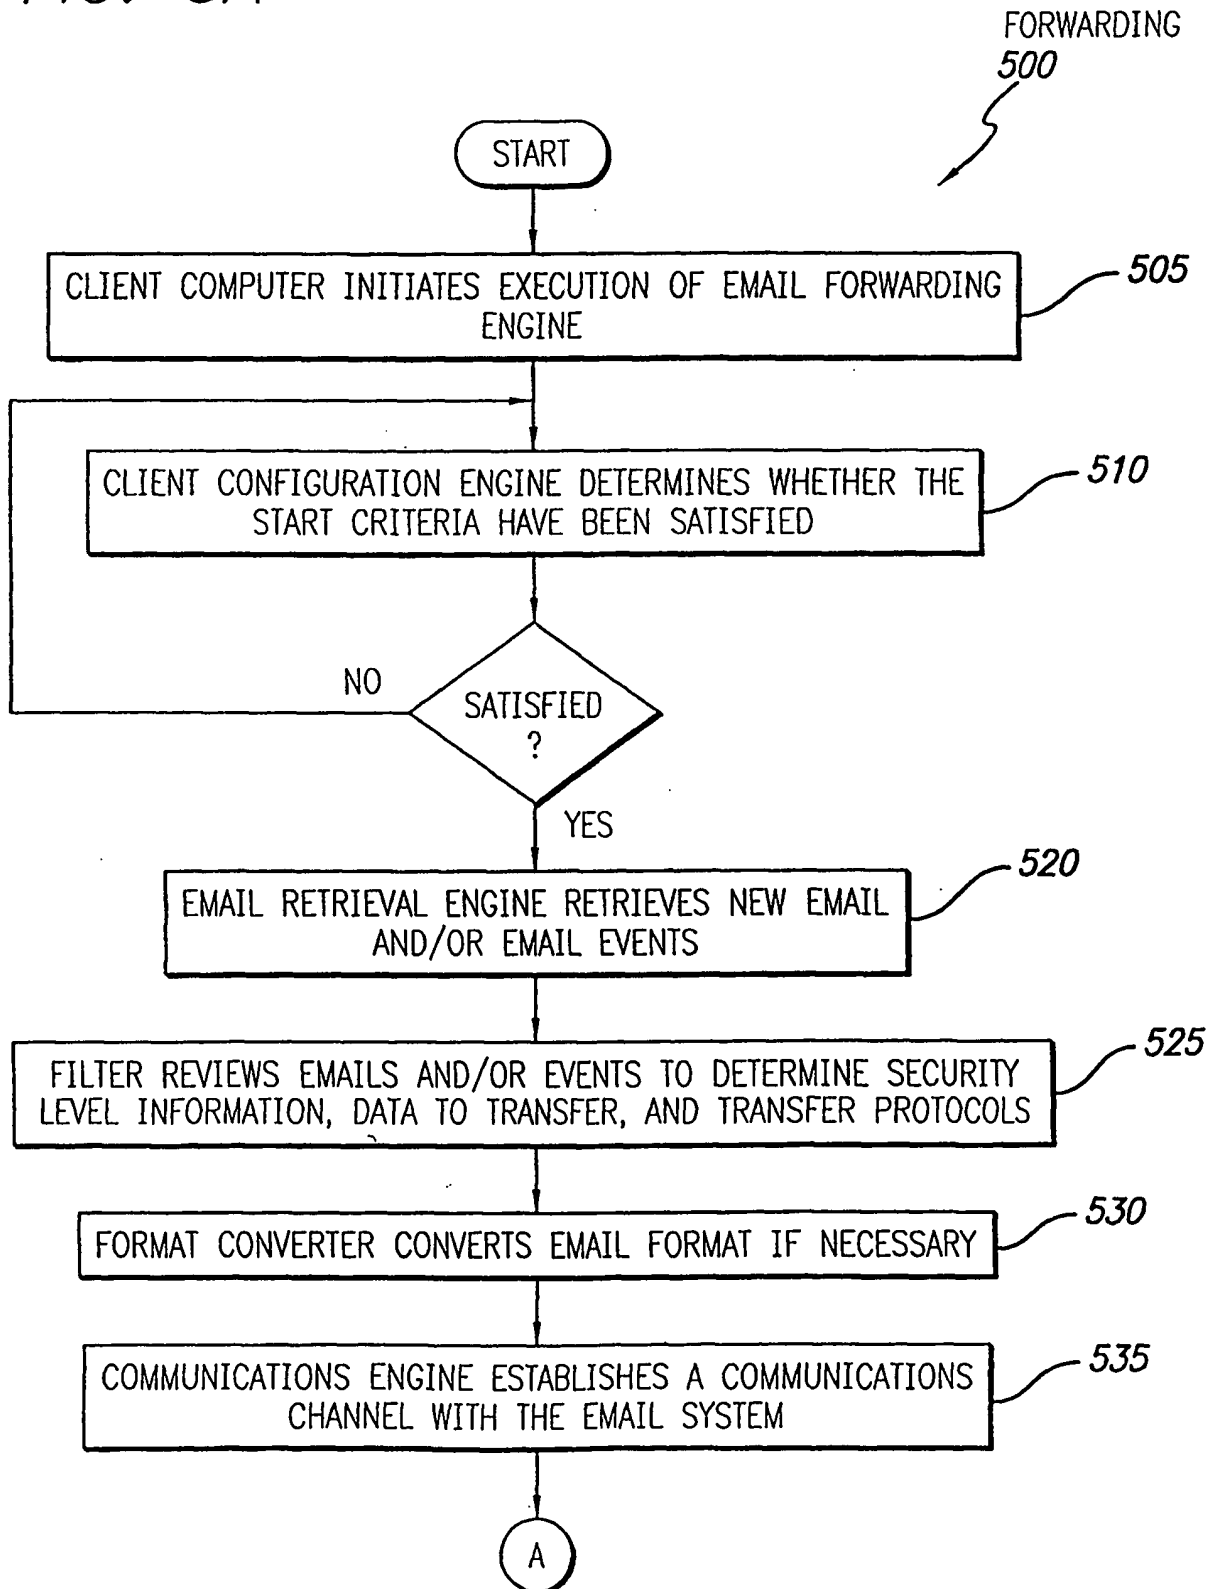 FORWARDING
500
START
CLIENT COMPUTER INITIATES EXECUTION OF EMAIL FORWARDING
ENGINE
505
CLIENT CONFIGURATION ENGINE DETERMINES WHETHER THE
START CRITERIA HAVE BEEN SATISFIED
510
NO
SATISFIED
?
YES
EMAIL RETRIEVAL ENGINE RETRIEVES NEW EMAIL
AND/OR EMAIL EVENTS
520
FILTER REVIEWS EMAILS AND/OR EVENTS TO DETERMINE SECURITY
LEVEL INFORMATION, DATA TO TRANSFER, AND TRANSFER PROTOCOLS
525
FORMAT CONVERTER CONVERTS EMAIL FORMAT IF NECESSARY
530
COMMUNICATIONS ENGINE ESTABLISHES A COMMUNICATIONS
CHANNEL WITH THE EMAIL SYSTEM
535
A